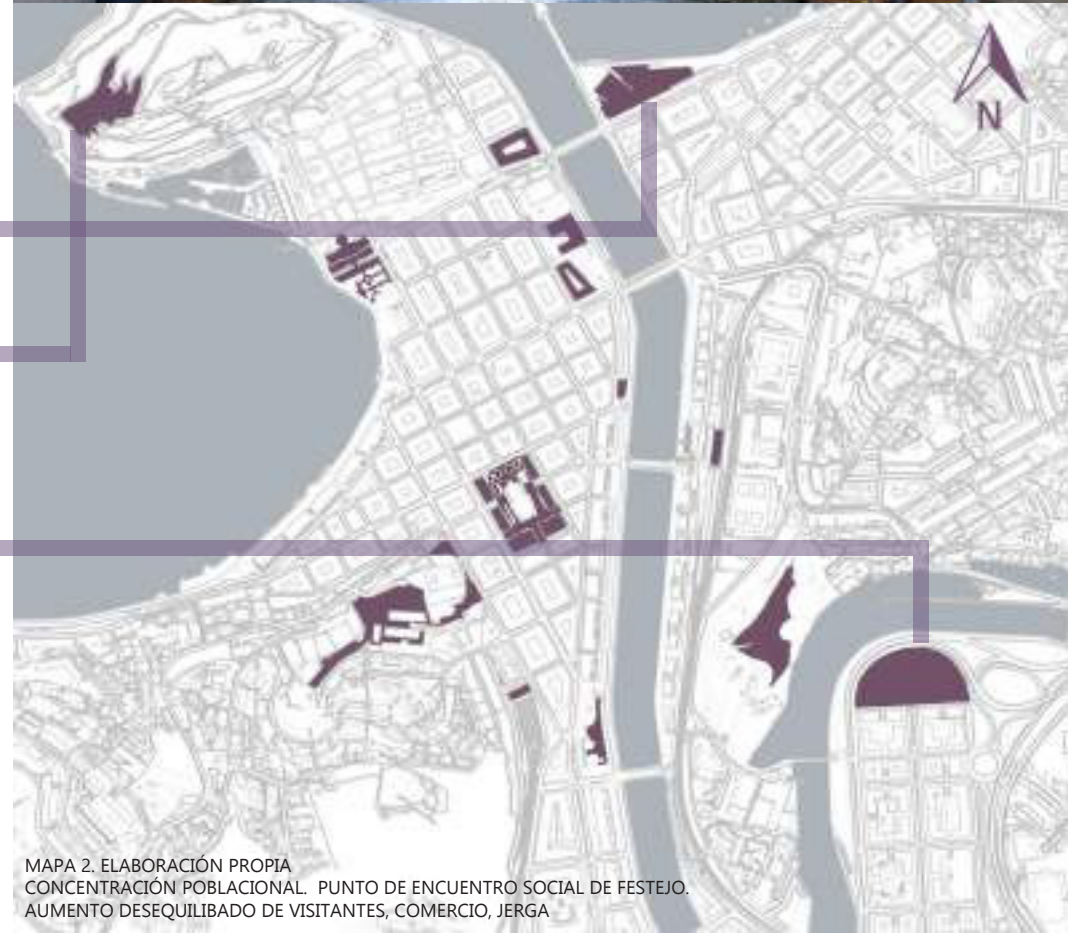 N
MAPA 2. ELABORACIÓN PROPIA
CONCENTRACIÓN POBLACIONAL. PUNTO DE ENCUENTRO SOCIAL DE FESTEJO.
AUMENTO DESEQUILIBADO DE VISITANTES, COMERCIO, JERGA